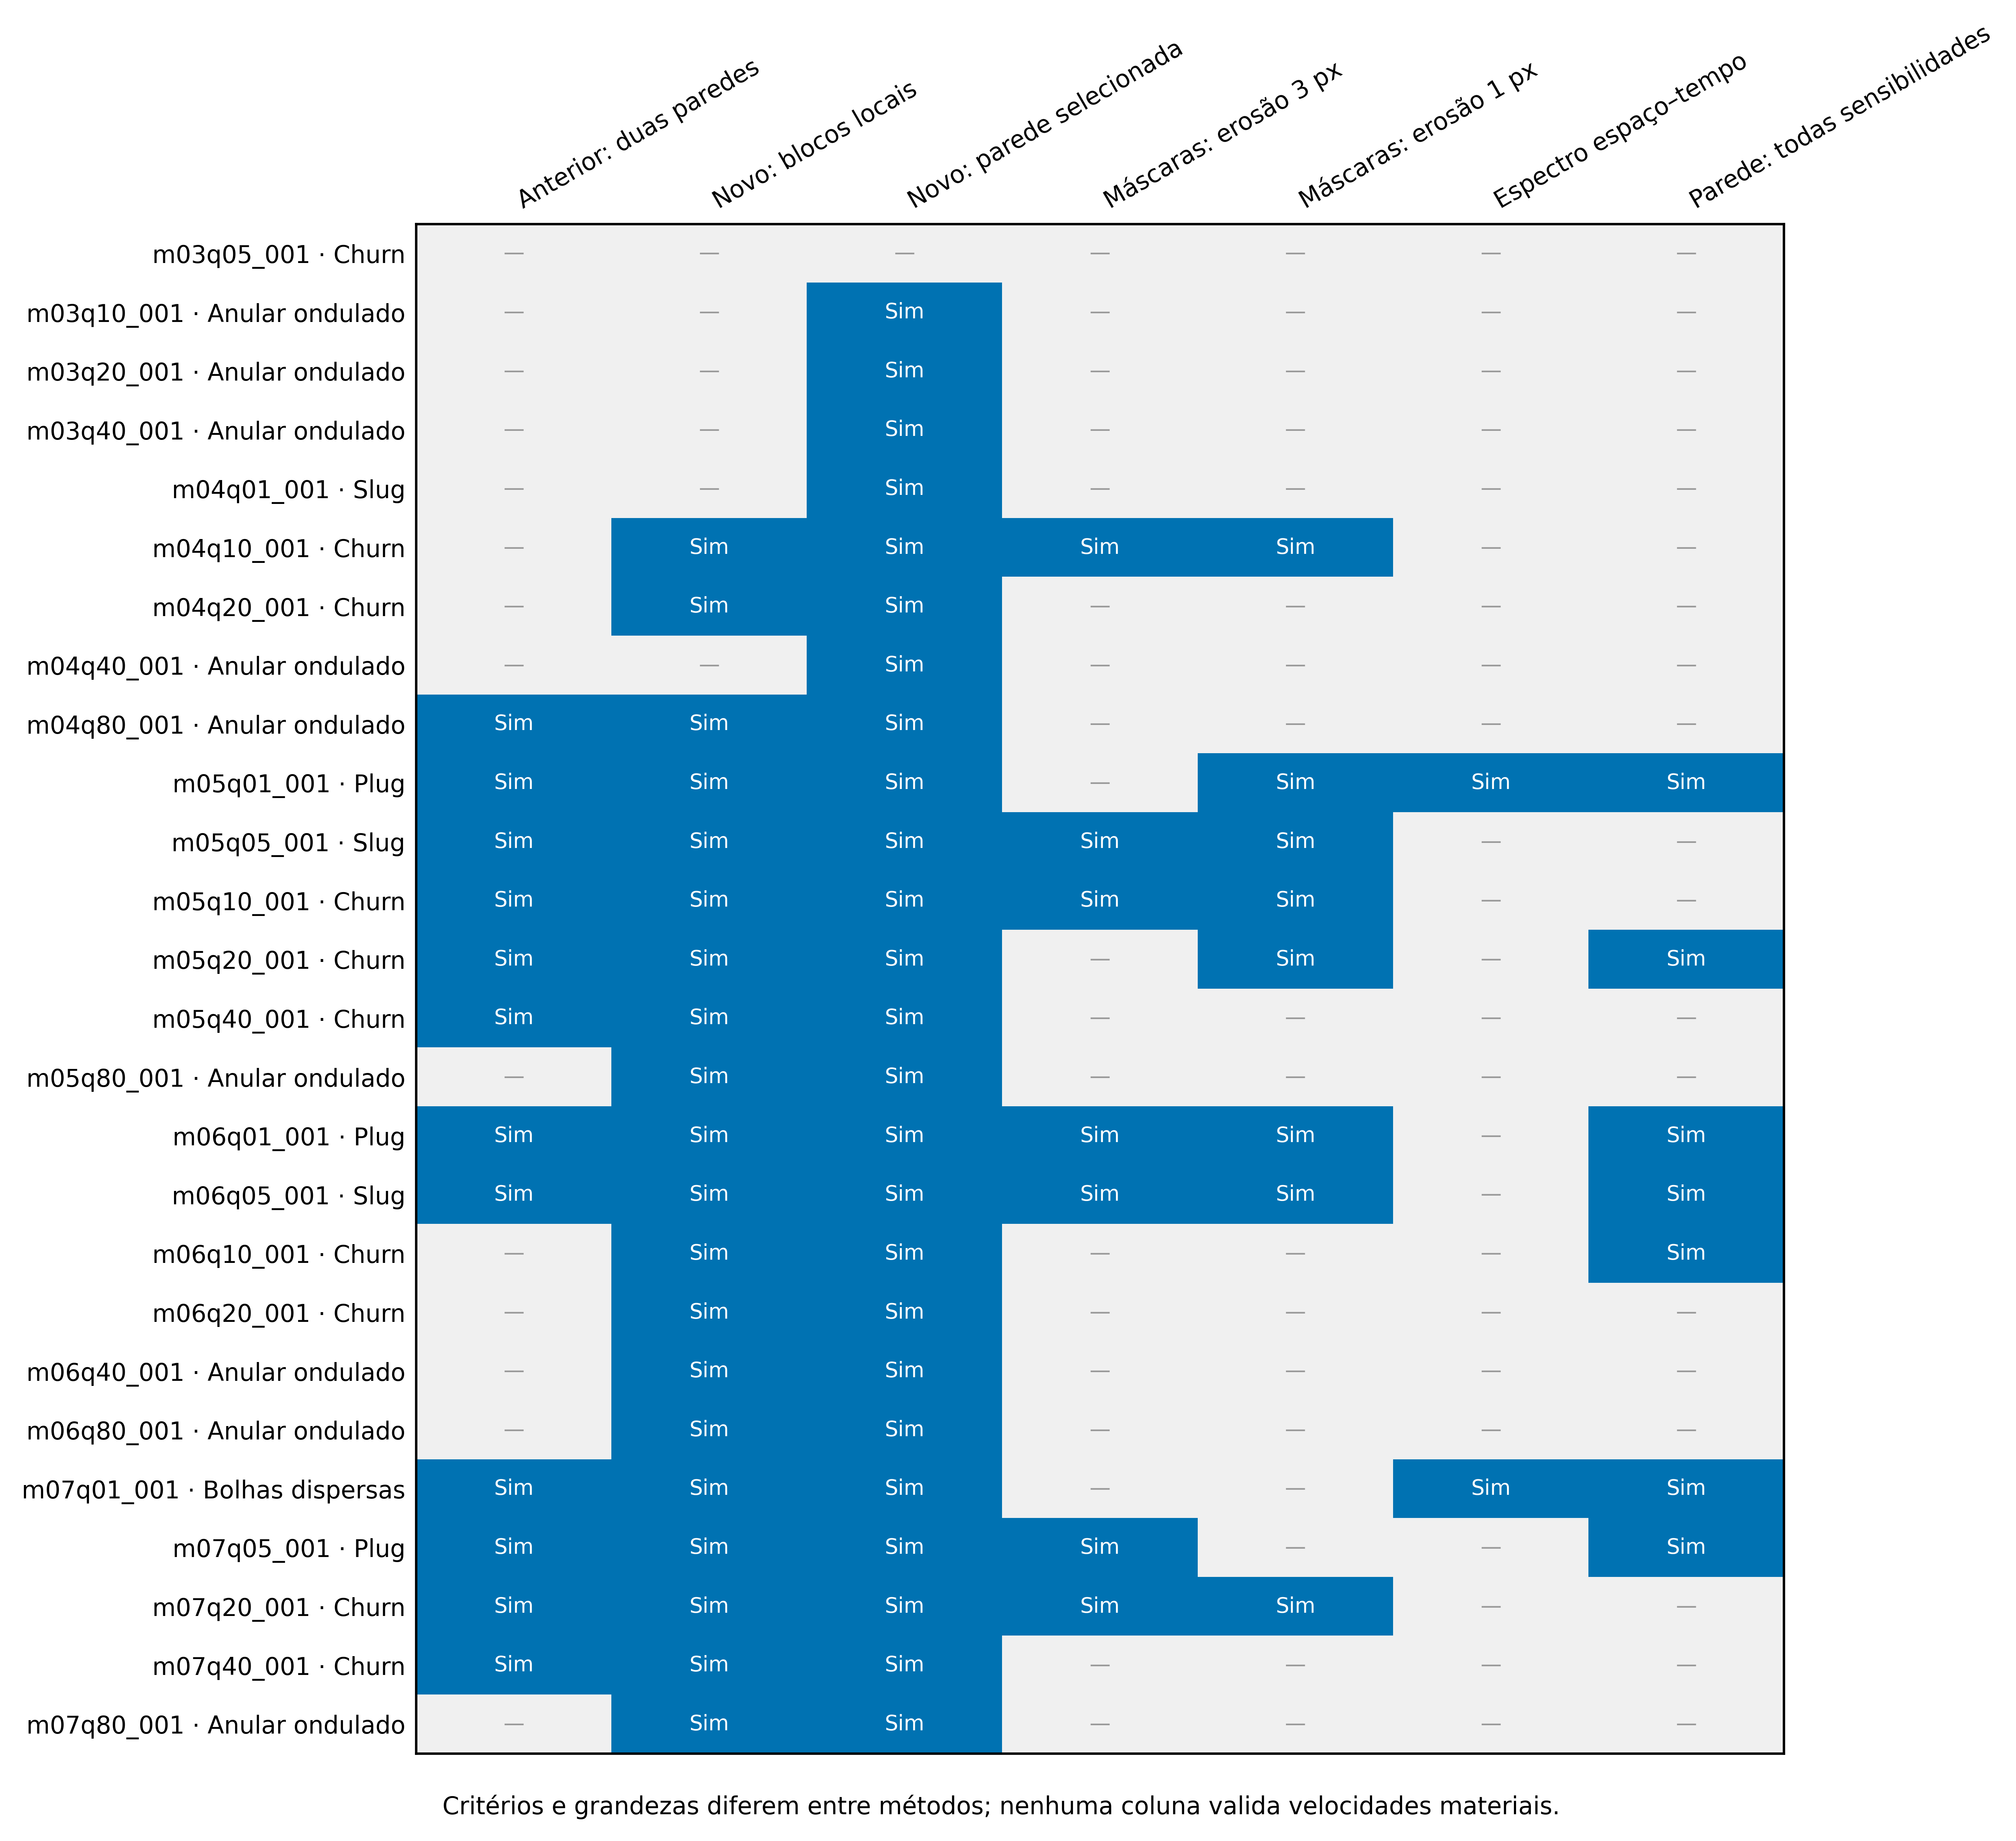 Anterior: duas paredes
Novo: blocos locais
Novo: parede selecionada
Máscaras: erosão 3 px
Máscaras: erosão 1 px
Espectro espaço–tempo
Parede: todas sensibilidades
m03q05_001 · Churn — — — — — — —
m03q10_001 · Anular ondulado — — Sim — — — —
m03q20_001 · Anular ondulado — — Sim — — — —
m03q40_001 · Anular ondulado — — Sim — — — —
m04q01_001 · Slug — — Sim — — — —
m04q10_001 · Churn — Sim Sim Sim Sim — —
m04q20_001 · Churn — Sim Sim — — — —
m04q40_001 · Anular ondulado — — Sim — — — —
m04q80_001 · Anular ondulado Sim Sim Sim — — — —
m05q01_001 · Plug Sim Sim Sim — Sim Sim Sim
m05q05_001 · Slug Sim Sim Sim Sim Sim — —
m05q10_001 · Churn Sim Sim Sim Sim Sim — —
m05q20_001 · Churn Sim Sim Sim — Sim — Sim
m05q40_001 · Churn Sim Sim Sim — — — —
m05q80_001 · Anular ondulado — Sim Sim — — — —
m06q01_001 · Plug Sim Sim Sim Sim Sim — Sim
m06q05_001 · Slug Sim Sim Sim Sim Sim — Sim
m06q10_001 · Churn — Sim Sim — — — Sim
m06q20_001 · Churn — Sim Sim — — — —
m06q40_001 · Anular ondulado — Sim Sim — — — —
m06q80_001 · Anular ondulado — Sim Sim — — — —
m07q01_001 · Bolhas dispersas Sim Sim Sim — — Sim Sim
m07q05_001 · Plug Sim Sim Sim Sim — — Sim
m07q20_001 · Churn Sim Sim Sim Sim Sim — —
m07q40_001 · Churn Sim Sim Sim — — — —
m07q80_001 · Anular ondulado — Sim Sim — — — —
Critérios e grandezas diferem entre métodos; nenhuma coluna valida velocidades materiais.